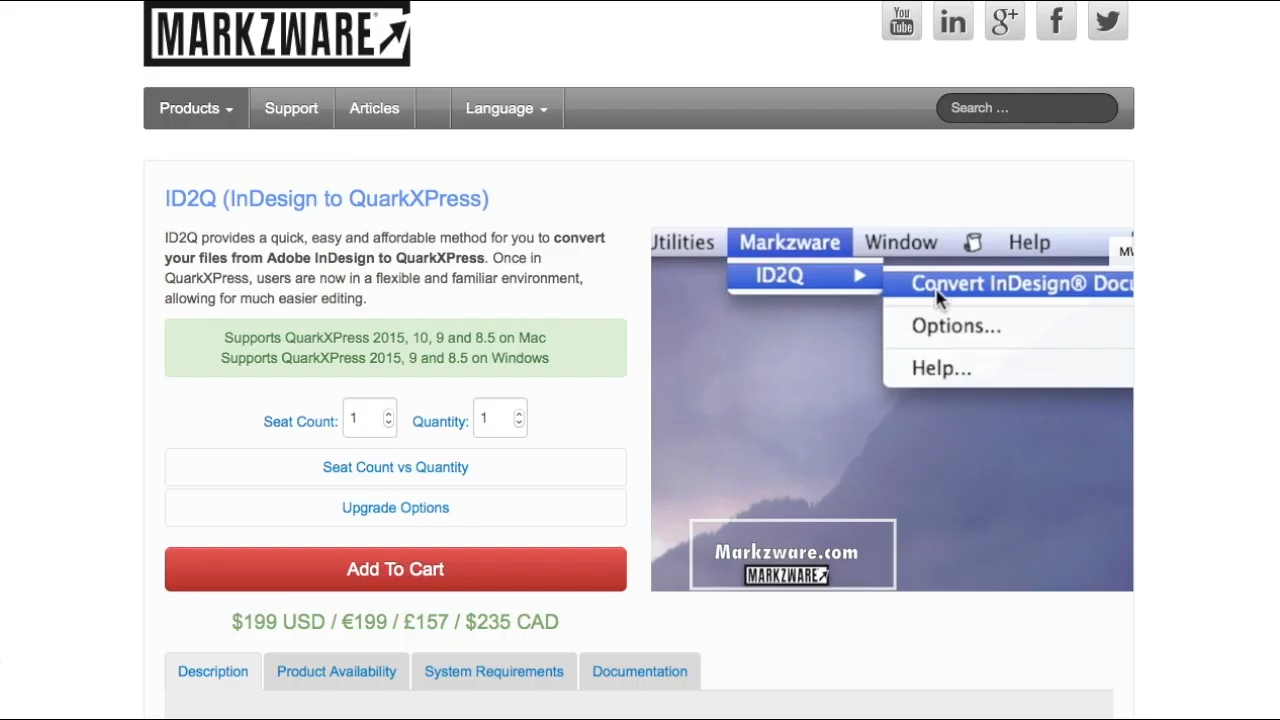 MARKZWARE
You
Tube
in
g+
f
Products
Support
Articles
Language
Search ...
ID2Q (InDesign to QuarkXPress)
ID2Q provides a quick, easy and affordable method for you to convert
your files from Adobe InDesign to QuarkXPress. Once in
QuarkXPress, users are now in a flexible and familiar environment,
allowing for much easier editing.
Supports QuarkXPress 2015, 10, 9 and 8.5 on Mac
Supports QuarkXPress 2015, 9 and 8.5 on Windows
Seat Count: 1 Quantity: 1
Seat Count vs Quantity
Upgrade Options
Add To Cart
$199 USD / €199 / £157 / $235 CAD
Utilities Markzware Window Help
ID2Q
Convert InDesign® Docu
Options...
Help...
Markzware.com
MARKZWARE
Description
Product Availability
System Requirements
Documentation